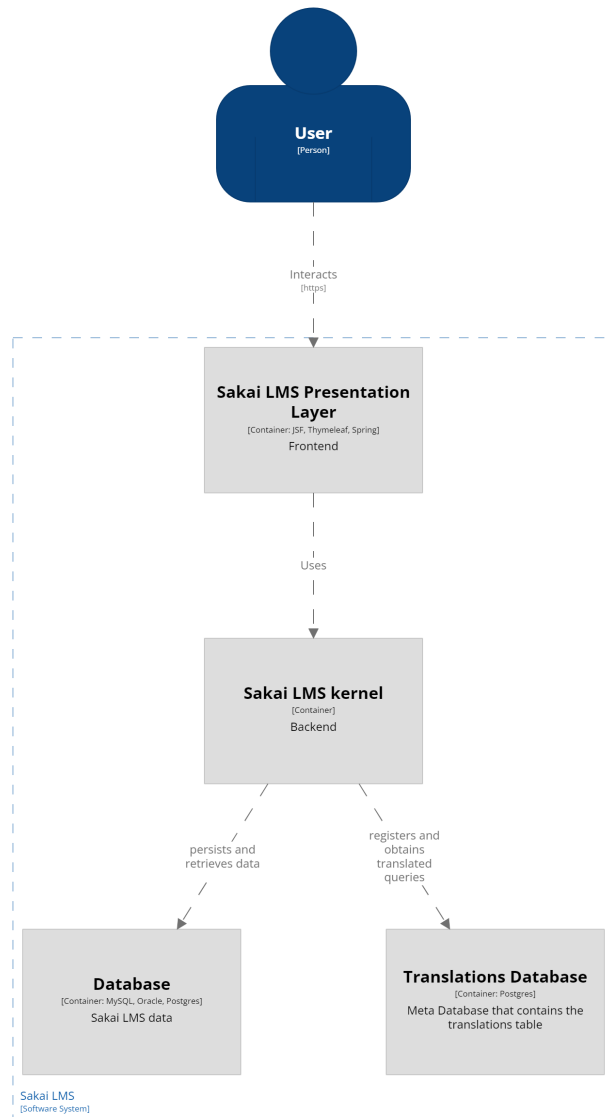 User
[Person]
Interacts
[https]
Sakai LMS Presentation
Layer
[Container: JSF, Thymeleaf, Spring]
Frontend
Uses
Sakai LMS kernel
[Container]
Backend
persists and
retrieves data
registers and
obtains
translated
queries
Database
[Container: MySQL, Oracle, Postgres]
Sakai LMS data
Translations Database
[Container: Postgres]
Meta Database that contains the
translations table
Sakai LMS
[Software System]